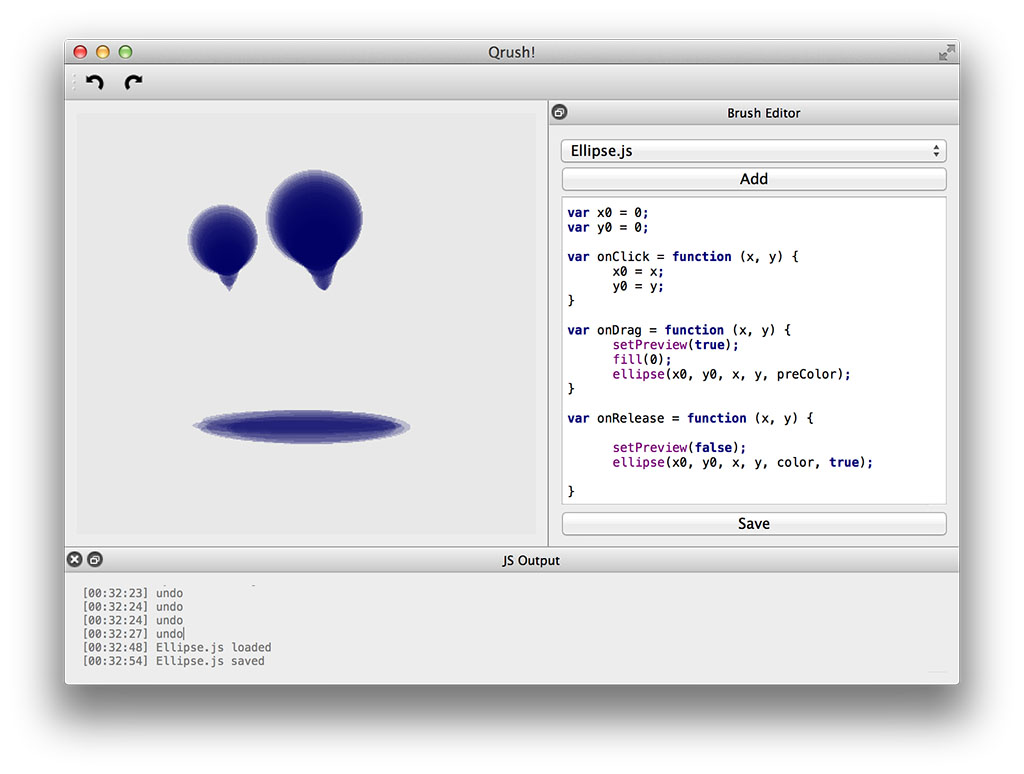 Qrush!
Brush Editor
Ellipse.js
Add
var x0 = 0;
var y0 = 0;
var onClick = function (x, y) {
x0 = x;
y0 = y;
}
var onDrag = function (x, y) {
setPreview(true);
fill(0);
ellipse(x0, y0, x, y, preColor);
}
var onRelease = function (x, y) {
setPreview(false);
ellipse(x0, y0, x, y, color, true);
}
Save
JS Output
[00:32:23] undo
[00:32:24] undo
[00:32:24] undo
[00:32:27] undo
[00:32:48] Ellipse.js loaded
[00:32:54] Ellipse.js saved